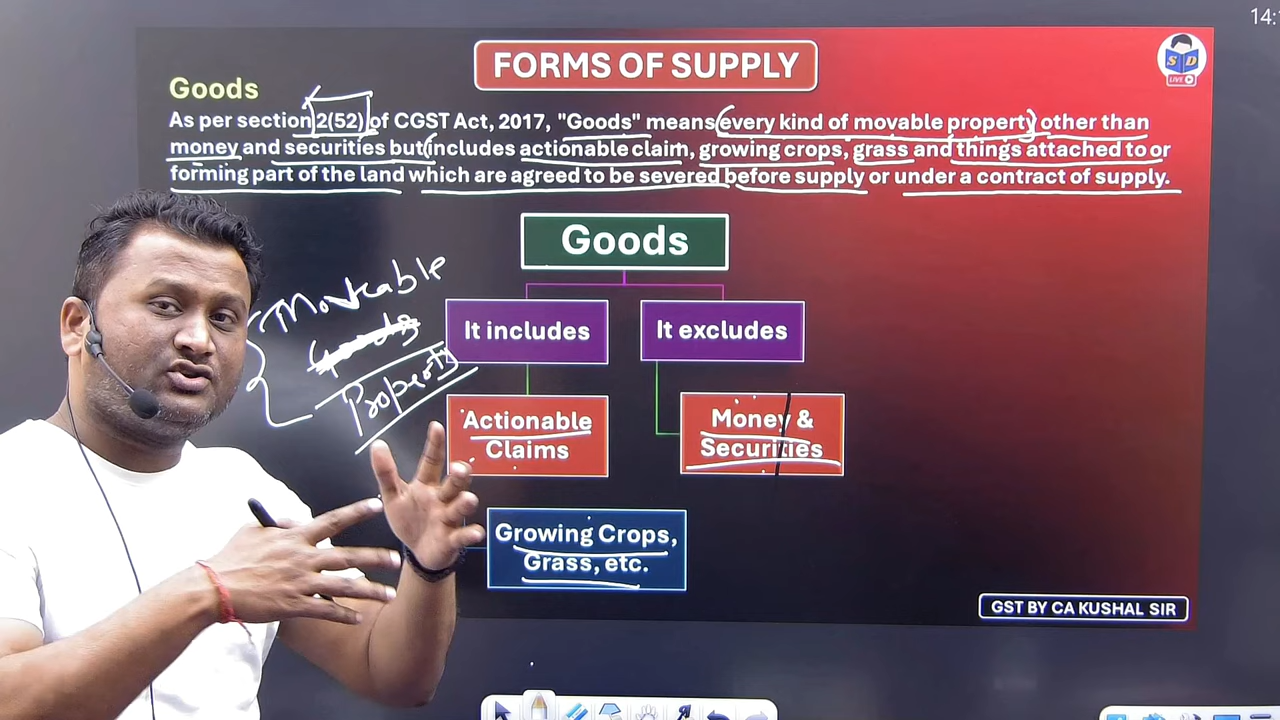 14:
FORMS OF SUPPLY
S D
LIVE
Goods
As per section 2(52) of CGST Act, 2017, "Goods" means every kind of movable property other than
money and securities but includes actionable claim, growing crops, grass and things attached to or
forming part of the land which are agreed to be severed before supply or under a contract of supply.
Goods
Moveable
Goods
Property
It includes
It excludes
Actionable
Claims
Money &
Securities
Growing Crops,
Grass, etc.
GST BY CA KUSHAL SIR